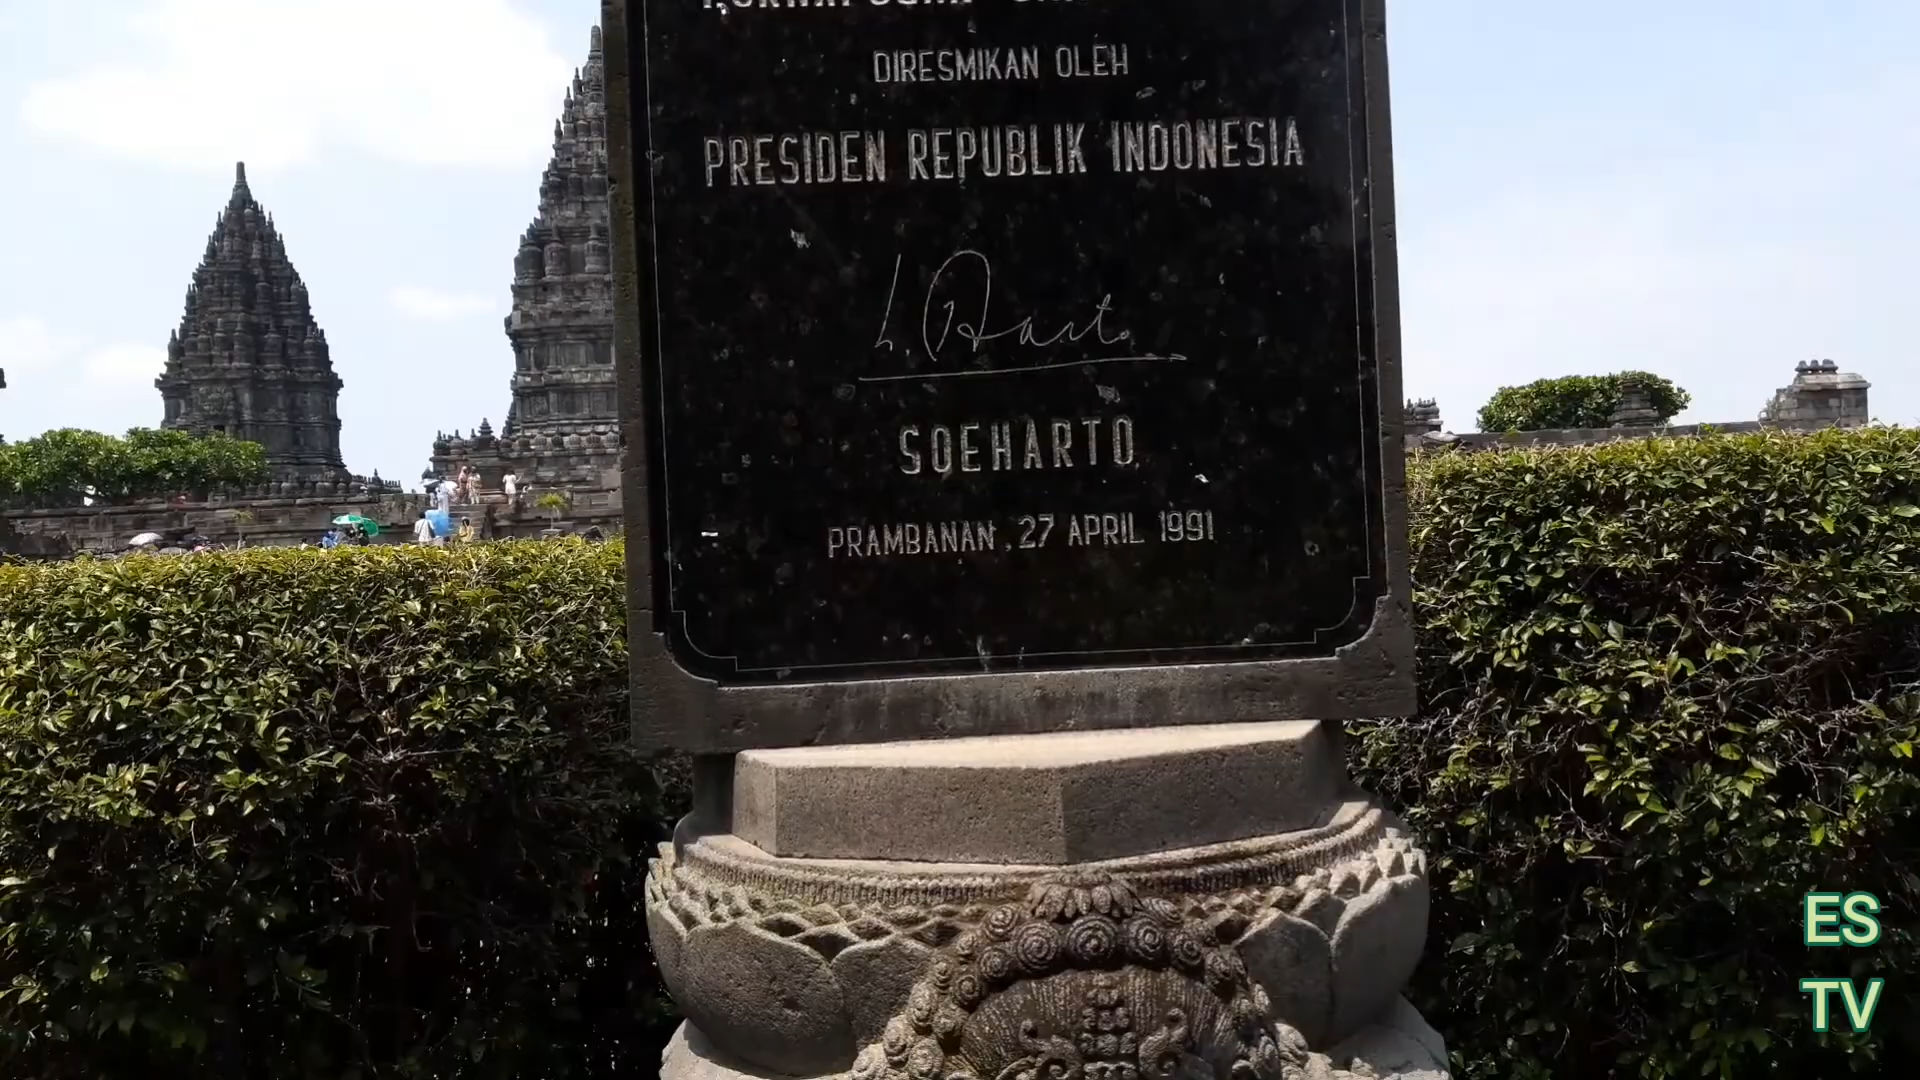 DIRESMIKAN OLEH
PRESIDEN REPUBLIK INDONESIA
SOEHARTO
PRAMBANAN, 27 APRIL 1991
ES
TV